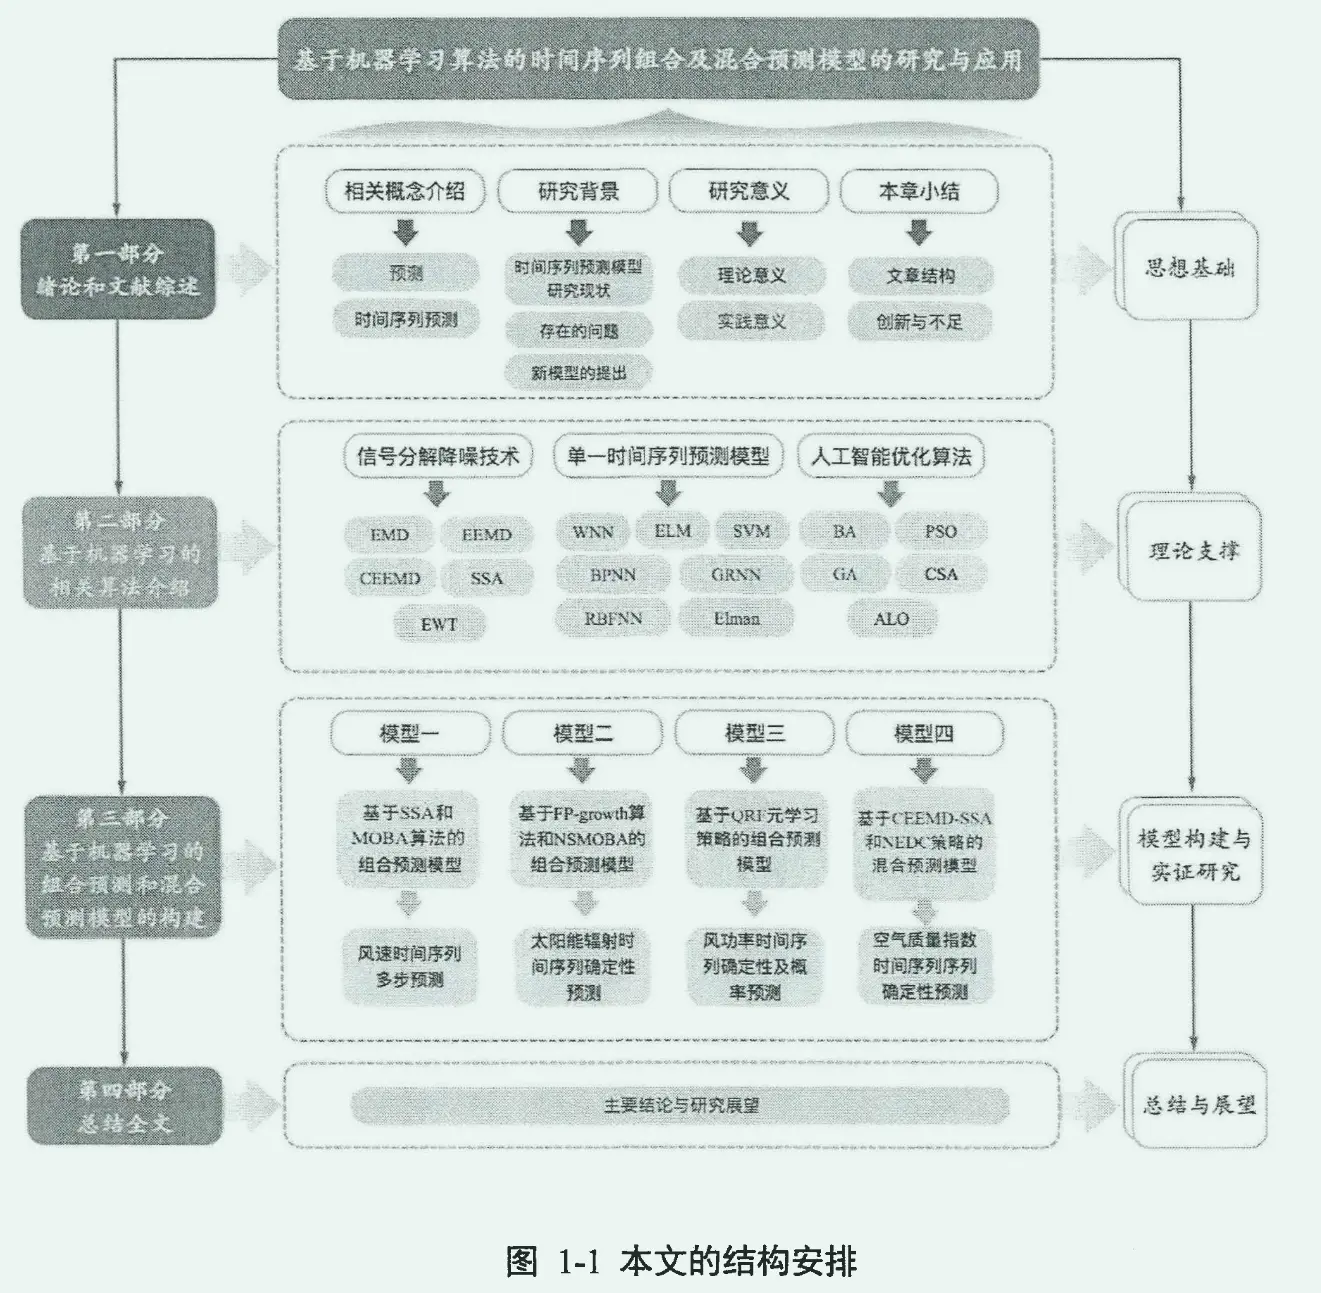 基于机器学习算法的时间序列组合及混合预测模型的研究与应用
第一部分
绪论和文献综述
相关概念介绍
预测
时间序列预测
研究背景
时间序列预测模型
研究现状
存在的问题
新模型的提出
研究意义
理论意义
实践意义
本章小结
文章结构
创新与不足
思想基础
第二部分
基于机器学习的
相关算法介绍
信号分解降噪技术
EMD
EEMD
CEEMD
SSA
EWT
单一时间序列预测模型
WNN
ELM
SVM
BPNN
GRNN
RBFNN
Elman
人工智能优化算法
BA
PSO
GA
CSA
ALO
理论支撑
第三部分
基于机器学习的
组合预测和混合
预测模型的构建
模型一
基于SSA和
MOBA算法的
组合预测模型
风速时间序列
多步预测
模型二
基于FP-growth算
法和NSMOBA的
组合预测模型
太阳能辐射时
间序列确定性
预测
模型三
基于QRF元学习
策略的组合预测
模型
风功率时间序
列确定性及概
率预测
模型四
基于CEEMD-SSA
和NEDC策略的
混合预测模型
空气质量指数
时间序列序列
确定性预测
模型构建与
实证研究
第四部分
总结全文
主要结论与研究展望
总结与展望
图 1-1 本文的结构安排